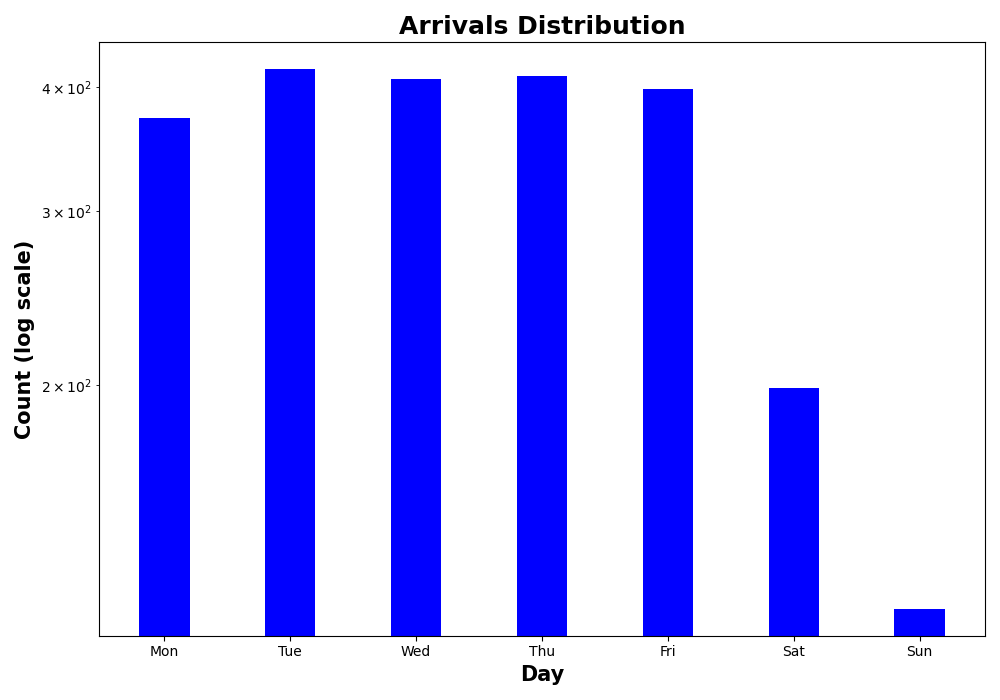 Arrivals Distribution
4 × 10²
3 × 10²
2 × 10²
Count (log scale)
Mon Tue Wed Thu Fri Sat Sun
Day